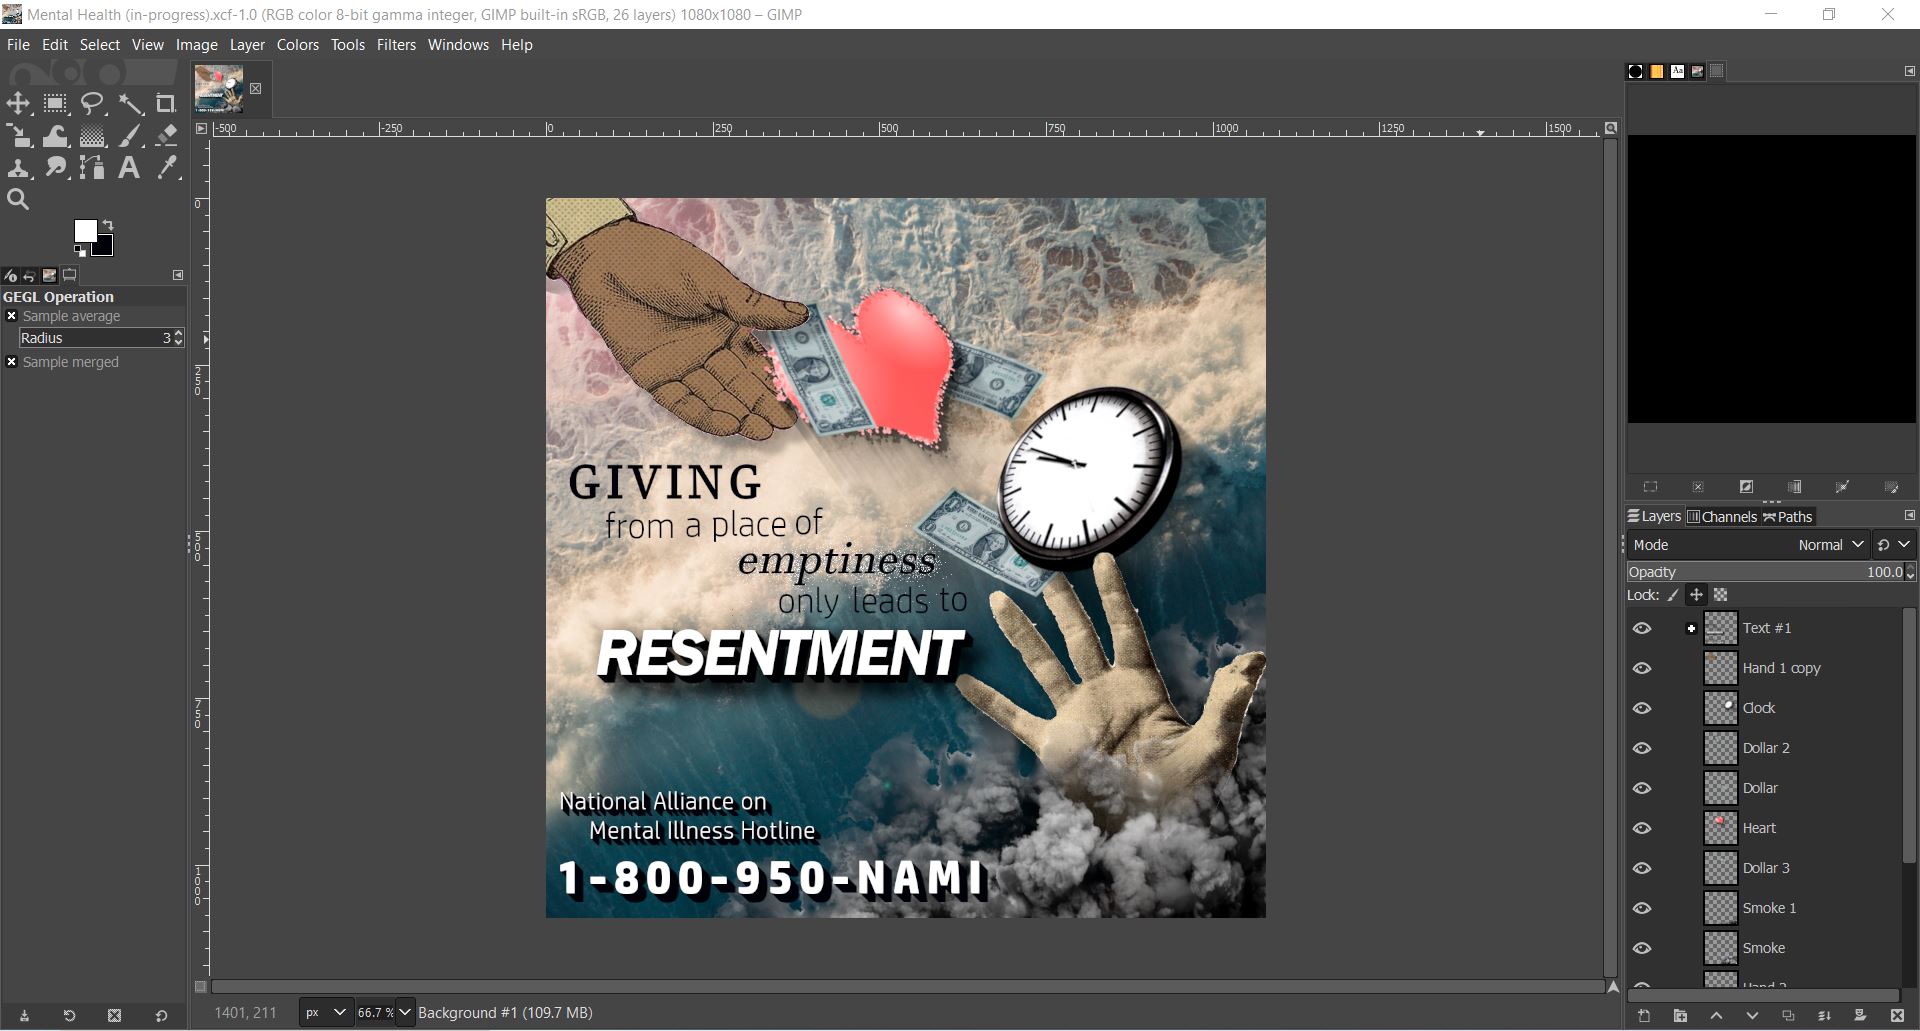 Mental Health (in-progress).xcf-1.0 (RGB color 8-bit gamma integer, GIMP built-in sRGB, 26 layers) 1080x1080 – GIMP
File Edit Select View Image Layer Colors Tools Filters Windows Help
-500 -250 0 250 500 750 1000 1250 1500
0
250
500
750
1000
GEGL Operation
Sample average
Radius 3
Sample merged
GIVING
from a place of
emptiness
only leads to
RESENTMENT
National Alliance on
Mental Illness Hotline
1-800-950-NAMI
1401, 211 px 66.7 % Background #1 (109.7 MB)
Aa
Layers Channels Paths
Mode Normal
Opacity 100.0
Lock:
Text #1
Hand 1 copy
Clock
Dollar 2
Dollar
Heart
Dollar 3
Smoke 1
Smoke
Hand 2